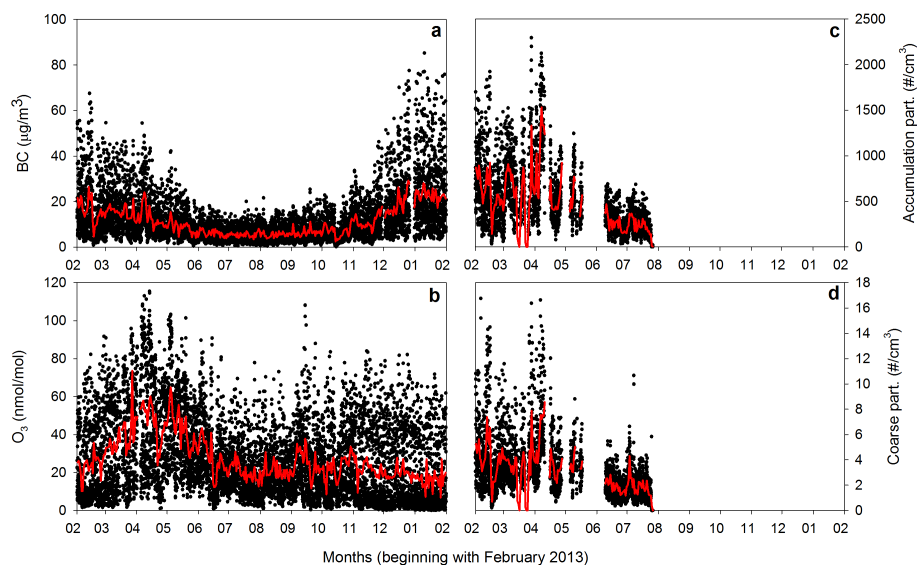 100
80
60
40
20
0
BC (μg/m³)
a
02 03 04 05 06 07 08 09 10 11 12 01 02
c
2500
2000
1500
1000
500
0
Accumulation part. (#/cm³)
02 03 04 05 06 07 08 09 10 11 12 01 02
120
100
80
60
40
20
0
O₃ (nmol/mol)
b
02 03 04 05 06 07 08 09 10 11 12 01 02
d
18
16
14
12
10
8
6
4
2
0
Coarse part. (#/cm³)
02 03 04 05 06 07 08 09 10 11 12 01 02
Months (beginning with February 2013)